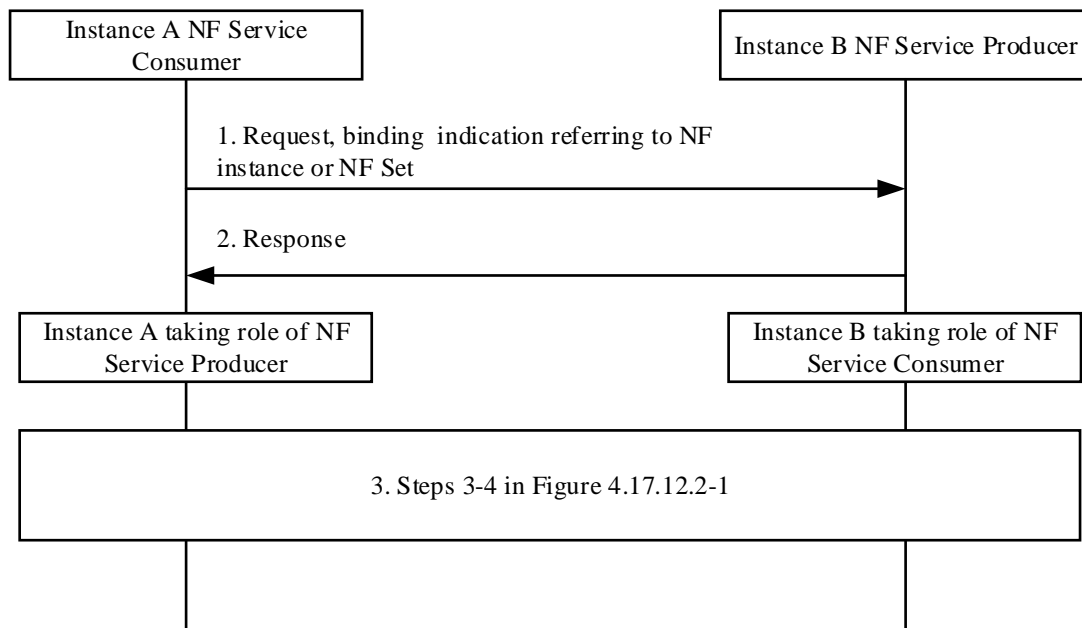 Instance A NF Service
Consumer
Instance B NF Service Producer
1. Request, binding indication referring to NF
instance or NF Set
2. Response
Instance A taking role of NF
Service Producer
Instance B taking role of NF
Service Consumer
3. Steps 3-4 in Figure 4.17.12.2-1